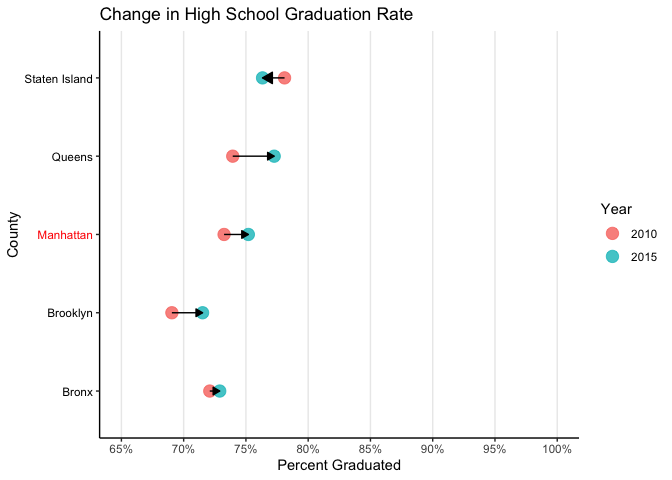 Change in High School Graduation Rate
County
Staten Island
Queens
Manhattan
Brooklyn
Bronx
65% 70% 75% 80% 85% 90% 95% 100%
Percent Graduated
Year
2010
2015